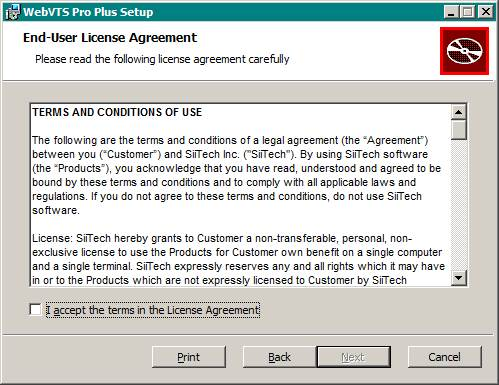 WebVTS Pro Plus Setup
End-User License Agreement
Please read the following license agreement carefully
TERMS AND CONDITIONS OF USE
The following are the terms and conditions of a legal agreement (the “Agreement”)
between you (“Customer”) and SiiTech Inc. ("SiiTech"). By using SiiTech software
(the “Products”), you acknowledge that you have read, understood and agreed to be
bound by these terms and conditions and to comply with all applicable laws and
regulations. If you do not agree to these terms and conditions, do not use SiiTech
software.
License: SiiTech hereby grants to Customer a non-transferable, personal, non-
exclusive license to use the Products for Customer own benefit on a single computer
and a single terminal. SiiTech expressly reserves any and all rights which it may have
in or to the Products which are not expressly licensed to Customer by SiiTech
I accept the terms in the License Agreement
Print Back Next Cancel